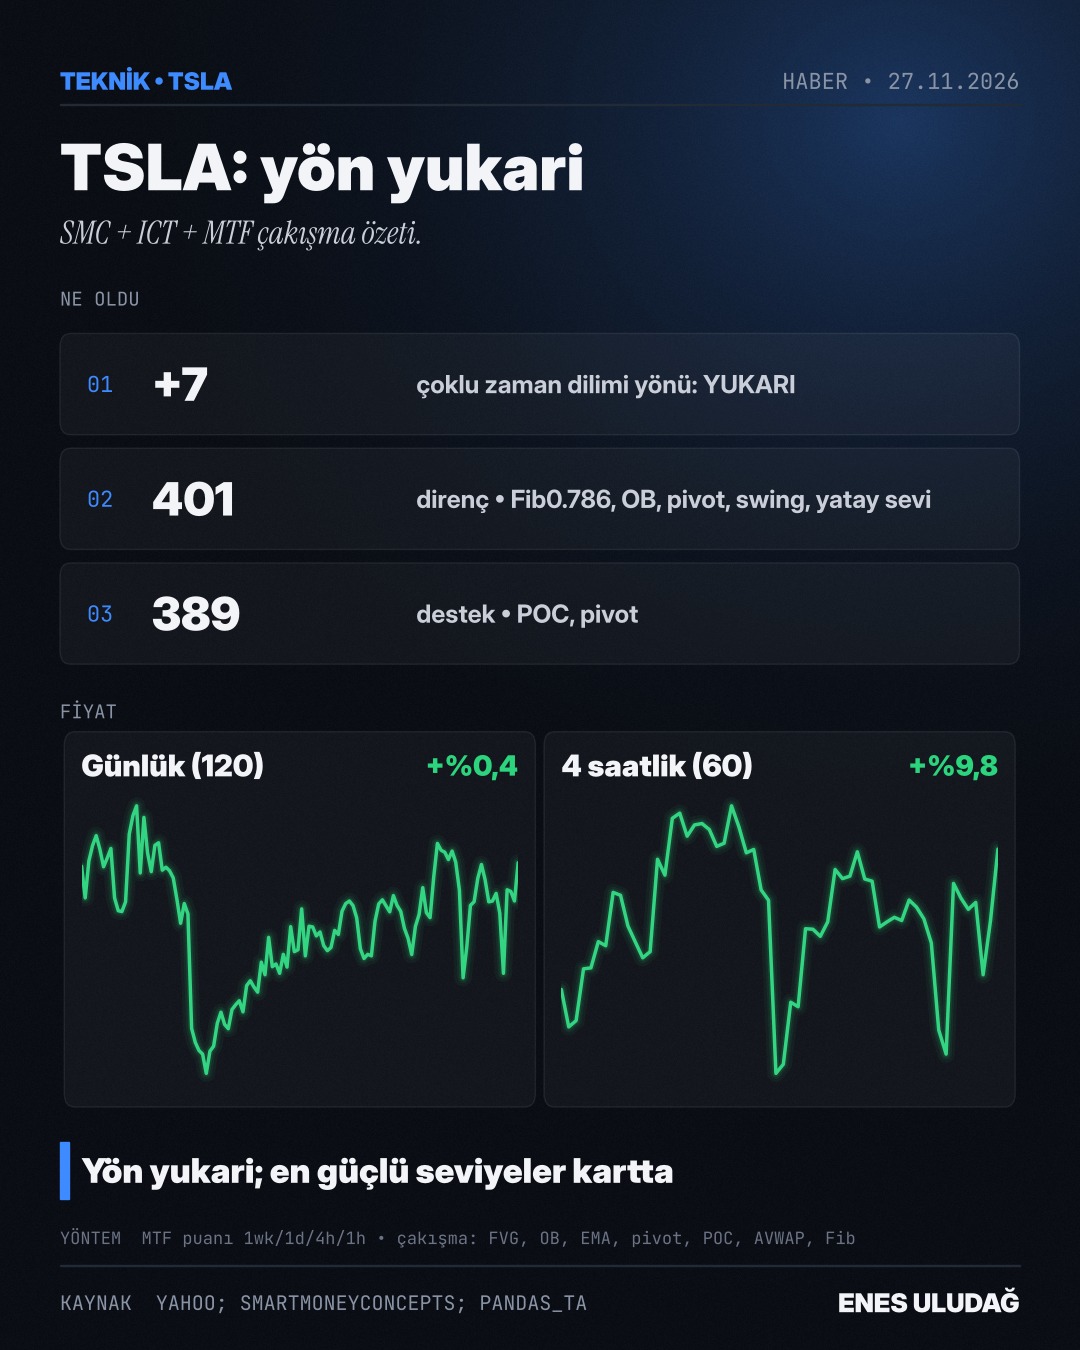 TEKNİK • TSLA
HABER • 27.11.2026
TSLA: yön yukari
SMC + ICT + MTF çakışma özeti.
NE OLDU
01 +7 çoklu zaman dilimi yönü: YUKARI
02 401 direnç • Fib0.786, OB, pivot, swing, yatay sevi
03 389 destek • POC, pivot
FİYAT
Günlük (120) +%0,4
4 saatlik (60) +%9,8
Yön yukari; en güçlü seviyeler kartta
YÖNTEM MTF puanı 1wk/1d/4h/1h • çakışma: FVG, OB, EMA, pivot, POC, AVWAP, Fib
KAYNAK YAHOO; SMARTMONEYCONCEPTS; PANDAS_TA
ENES ULUDAĞ